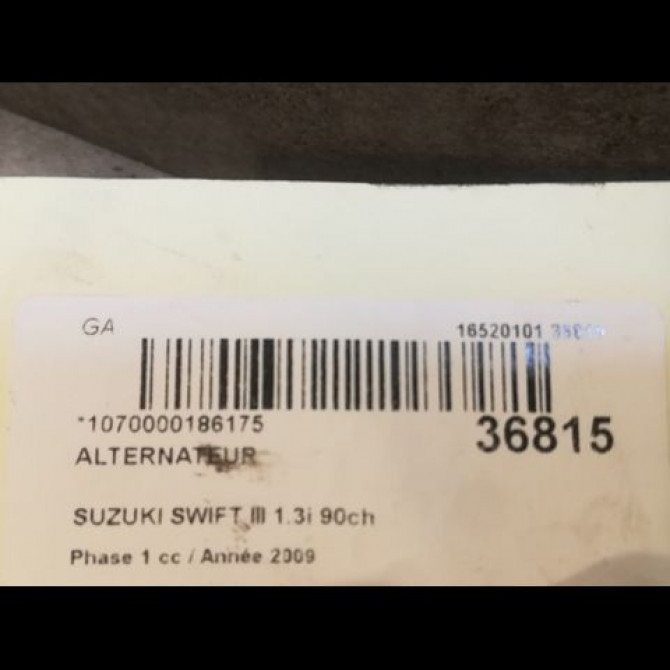 GA
16520101
*1070000186175
36815
ALTERNATEUR
SUZUKI SWIFT III 1.3i 90ch
Phase 1 cc / Année 2009